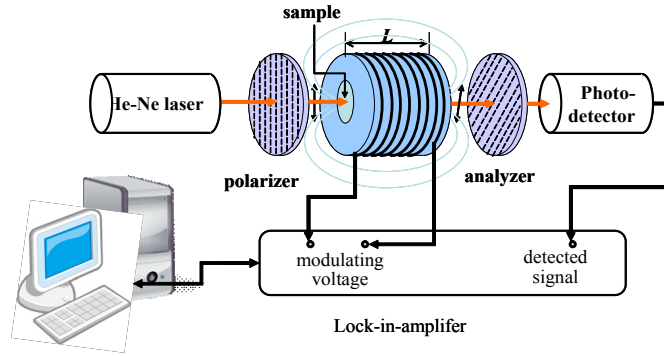 sample
L
He-Ne laser
Photo-
detector
polarizer
analyzer
modulating
voltage
detected
signal
Lock-in-amplifer